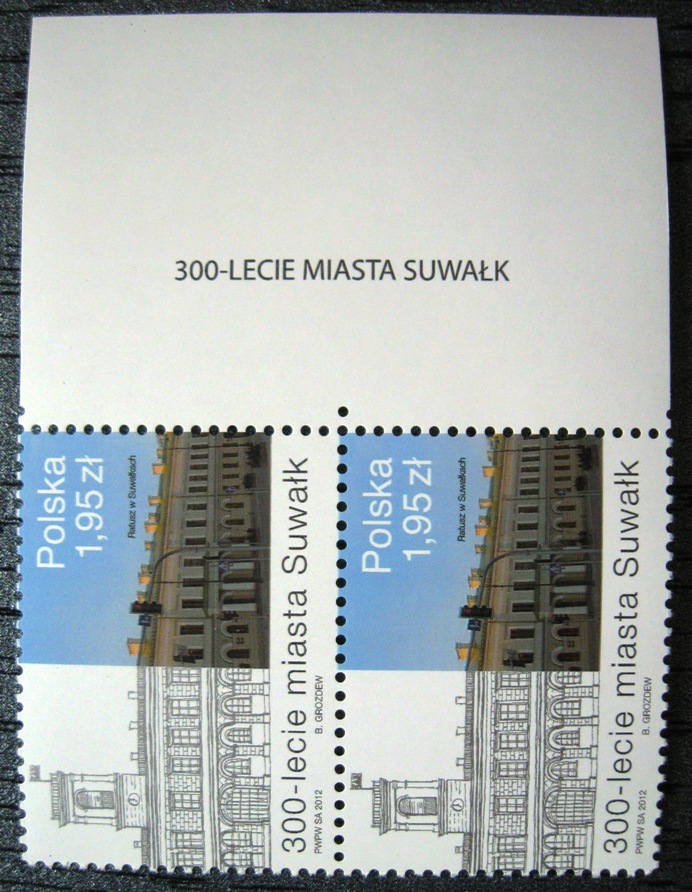 300-LECIE MIASTA SUWAŁK
Polska
1,95 zł
Ratusz w Suwałkach
300-lecie miasta Suwałk
PWPW SA 2012
B. GROZDEW
Polska
1,95 zł
Ratusz w Suwałkach
300-lecie miasta Suwałk
PWPW SA 2012
B. GROZDEW